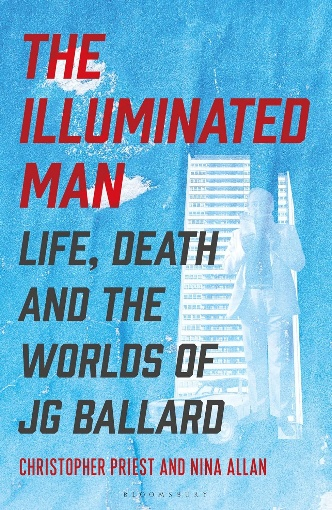 THE
ILLUMINATED
MAN
LIFE, DEATH
AND THE
WORLDS OF
JG BALLARD
CHRISTOPHER PRIEST AND NINA ALLAN
BLOOMSBURY